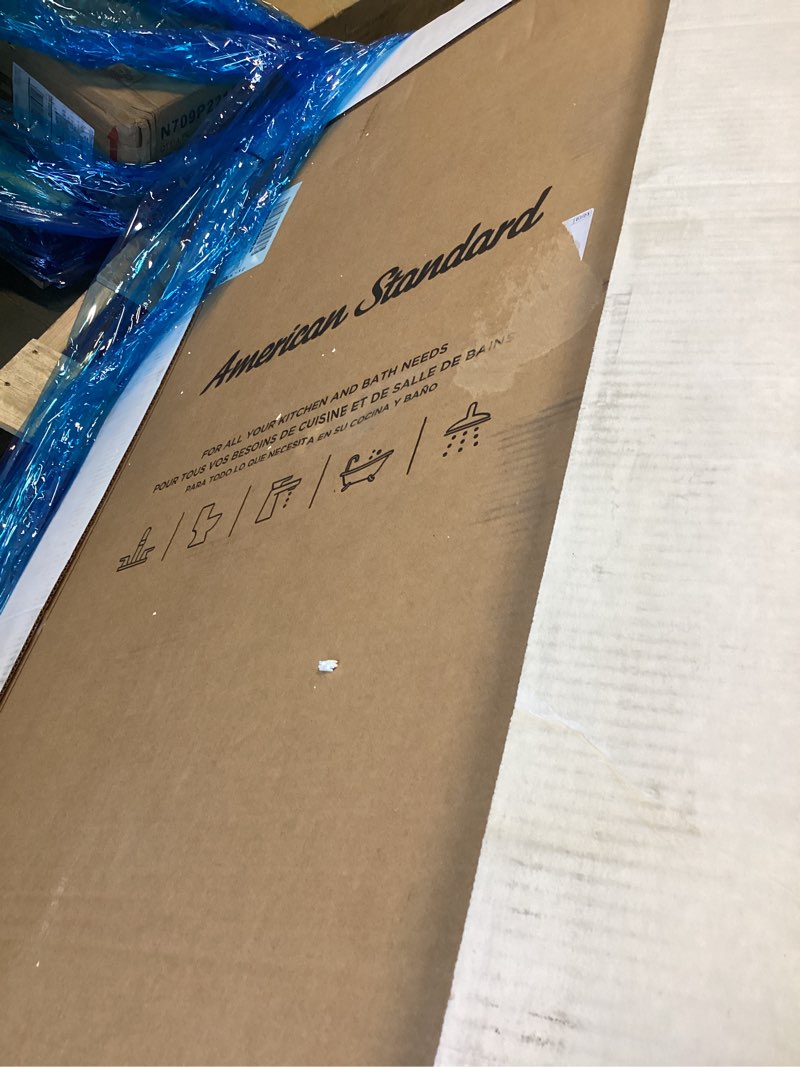 N709P22
American Standard
FOR ALL YOUR KITCHEN AND BATH NEEDS
POUR TOUS VOS BESOINS DE CUISINE ET DE SALLE DE BAINS
PARA TODO LO QUE NECESITA EN SU COCINA Y BAÑO